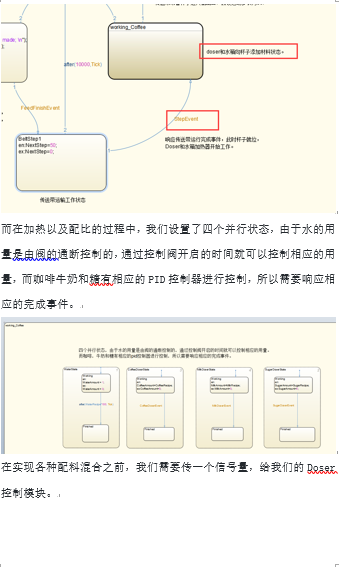 working_Coffee
made, \n");
);
after(10000,Tick)
doser和水箱向杯子添加材料状态。
FeedFinishEvent
StepEvent
BeltStep1
en:NextStep=50;
ex:NextStep=0;
响应传送带运行完成事件，此时杯子就位。
Doser和水箱加热器开始工作。
传送带运输工作状态
而在加热以及配比的过程中，我们设置了四个并行状态，由于水的用
量是由阀的通断控制的，通过控制阀开启的时间就可以控制相应的用
量，而咖啡牛奶和糖有相应的 PID 控制器进行控制，所以需要响应相
应的完成事件。
working_Coffee
四个并行状态。由于水的用量是由阀的通断控制的，通过控制阀开启的时间就可以控制相应的用量。
而咖啡、牛奶和糖有相应的pid控制器进行控制，所以需要响应相应的完成事件。
Working
Working
Working
Working
Finished
Finished
Finished
Finished
在实现各种配料混合之前，我们需要传一个信号量，给我们的 Doser
控制模块。